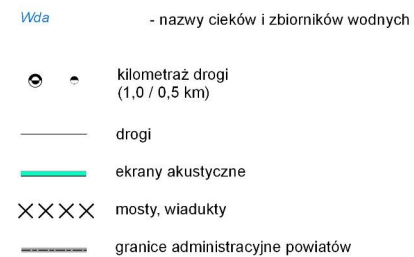 Wda - nazwy cieków i zbiorników wodnych
kilometraż drogi
(1,0 / 0,5 km)
drogi
ekrany akustyczne
mosty, wiadukty
granice administracyjne powiatów